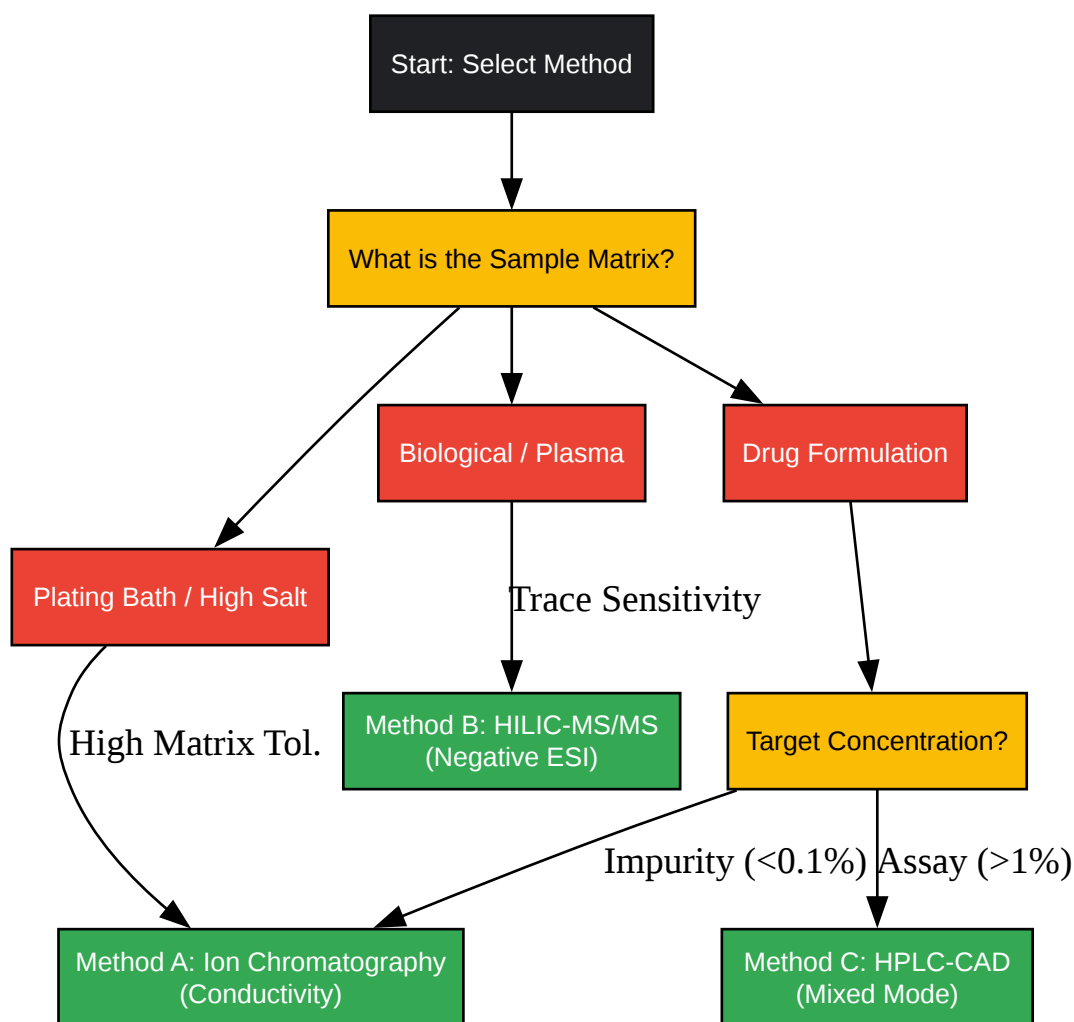 Start: Select Method
What is the Sample Matrix?
Biological / Plasma
Drug Formulation
Plating Bath / High Salt
Trace Sensitivity
Method B: HILIC-MS/MS
(Negative ESI)
Target Concentration?
High Matrix Tol.
Impurity (<0.1%)
Assay (>1%)
Method A: Ion Chromatography
(Conductivity)
Method C: HPLC-CAD
(Mixed Mode)